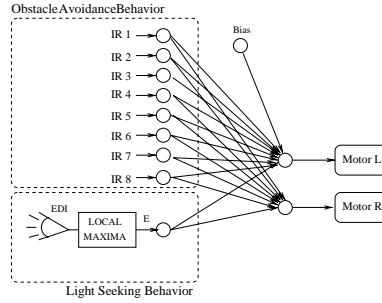 ObstacleAvoidanceBehavior
IR 1
IR 2
IR 3
IR 4
IR 5
IR 6
IR 7
IR 8
Bias
Motor L
Motor R
EDI
LOCAL
MAXIMA
E
Light Seeking Behavior